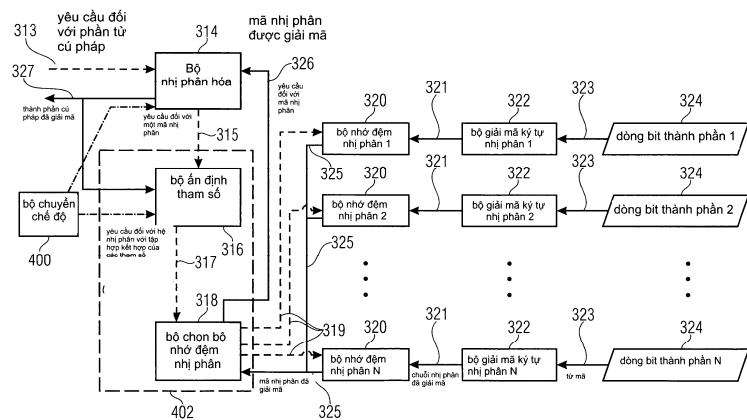 yêu cầu đối
với phần tử
cú pháp
mã nhị phân
được giải mã
313
314
327
326
Bộ
nhị phân hóa
thành phần cú
pháp đã giải mã
yêu cầu đối với
một mã nhị
phân
315
yêu cầu
đối với
mã nhị phân
320
321
322
323
324
bộ nhớ đệm
nhị phân 1
bộ giải mã ký tự
nhị phân 1
dòng bit thành phần 1
325
bộ ấn định
tham số
bộ chuyển
chế độ
400
yêu cầu đối với hệ
nhị phân với tập
hợp kết hợp của
các tham số
316
317
320
321
322
323
324
bộ nhớ đệm
nhị phân 2
bộ giải mã ký tự
nhị phân 2
dòng bit thành phần 2
325
318
319
bô chon bô
nhớ đệm
nhị phân
320
321
322
323
324
bộ nhớ đệm
nhị phân N
bộ giải mã ký tự
nhị phân N
dòng bit thành phần N
mã nhị phân đã
giải mã
325
chuỗi nhị phân
đã giải mã
từ mã
402